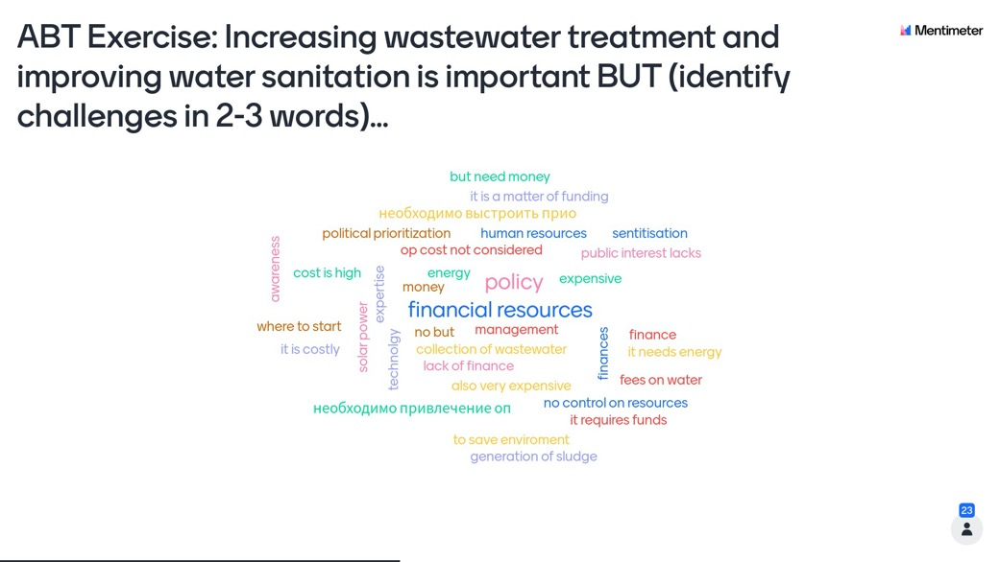 ABT Exercise: Increasing wastewater treatment and
improving water sanitation is important BUT (identify
challenges in 2-3 words)...
Mentimeter
but need money
it is a matter of funding
необходимо выстроить прио
political prioritization
human resources
sentitisation
op cost not considered
public interest lacks
awareness
cost is high
expertise
energy
money
policy
expensive
financial resources
where to start
solar power
no but
management
finances
finance
it is costly
technolgy
collection of wastewater
it needs energy
lack of finance
also very expensive
fees on water
необходимо привлечение оп
no control on resources
it requires funds
to save enviroment
generation of sludge
23